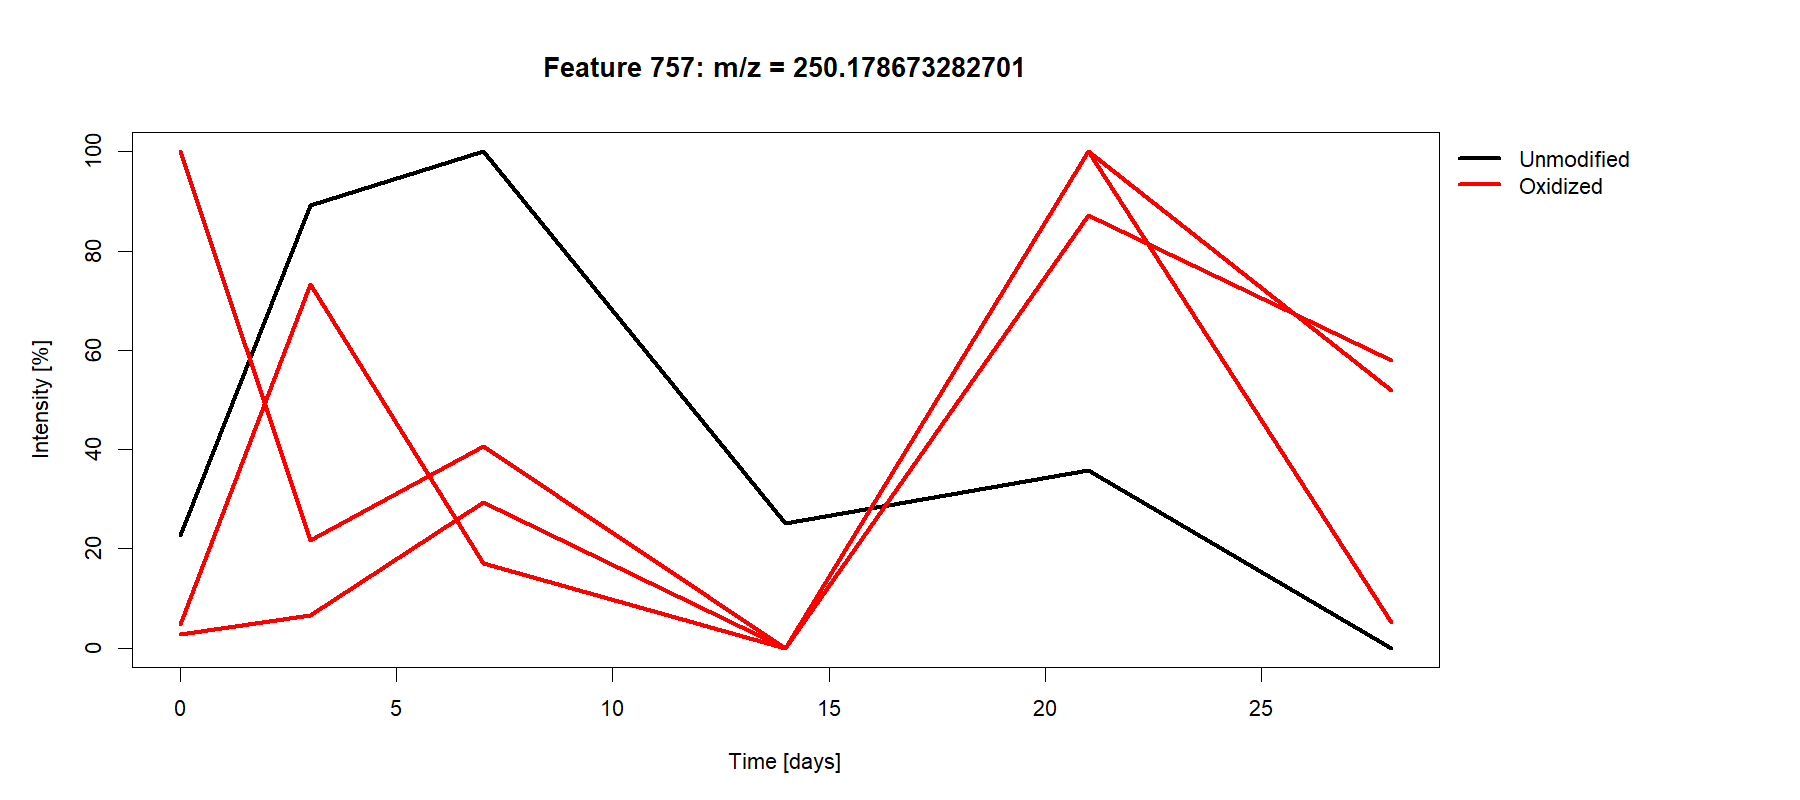 Feature 757: m/z = 250.178673282701
100
80
60
40
20
0
Intensity [%]
0 5 10 15 20 25
Time [days]
Unmodified
Oxidized